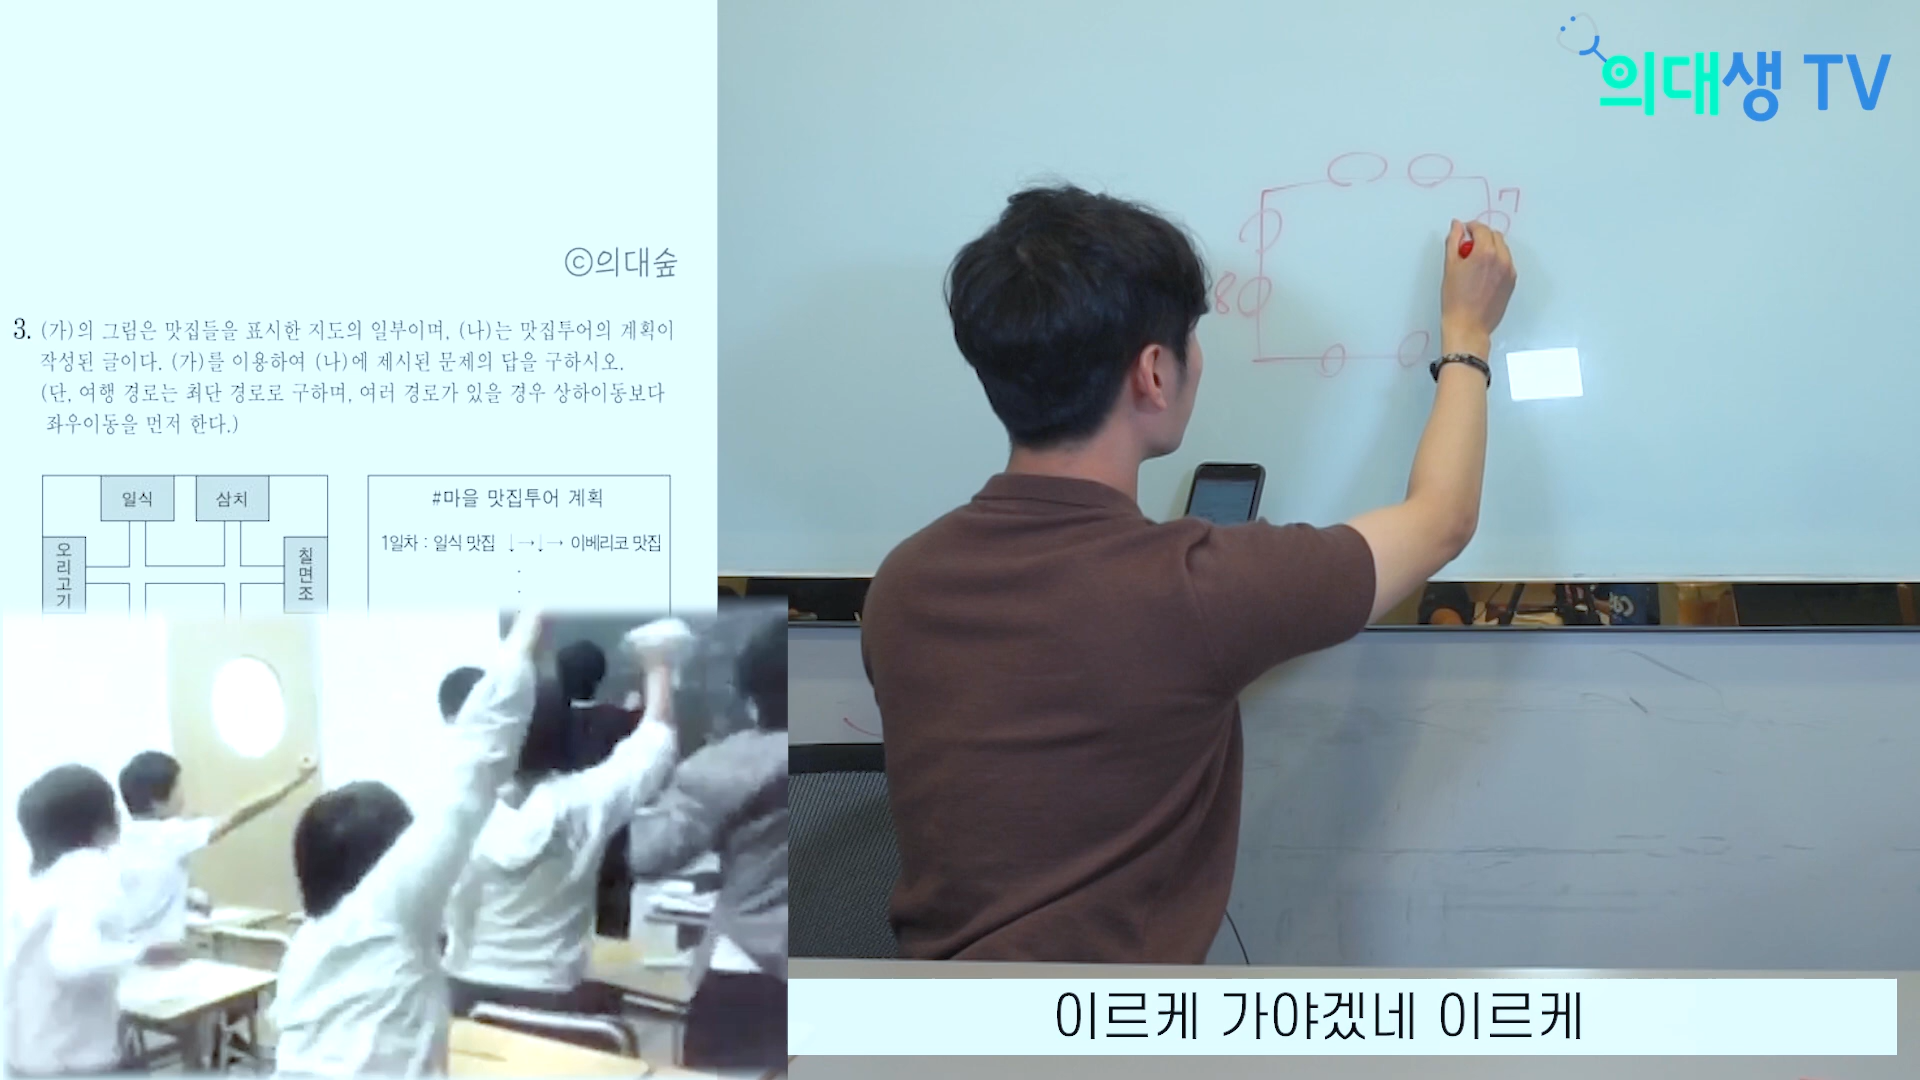 의대생 TV
ⓒ의대숲
3. (가)의 그림은 맛집들을 표시한 지도의 일부이며, (나)는 맛집투어의 계획이
작성된 글이다. (가)를 이용하여 (나)에 제시된 문제의 답을 구하시오.
(단, 여행 경로는 최단 경로로 구하며, 여러 경로가 있을 경우 상하이동보다
좌우이동을 먼저 한다.)
일식
삼치
오리고기
칠면조
#마을 맛집투어 계획
1일차 : 일식 맛집 ↓→↓→ 이베리코 맛집
7
8
이르케 가야겠네 이르케